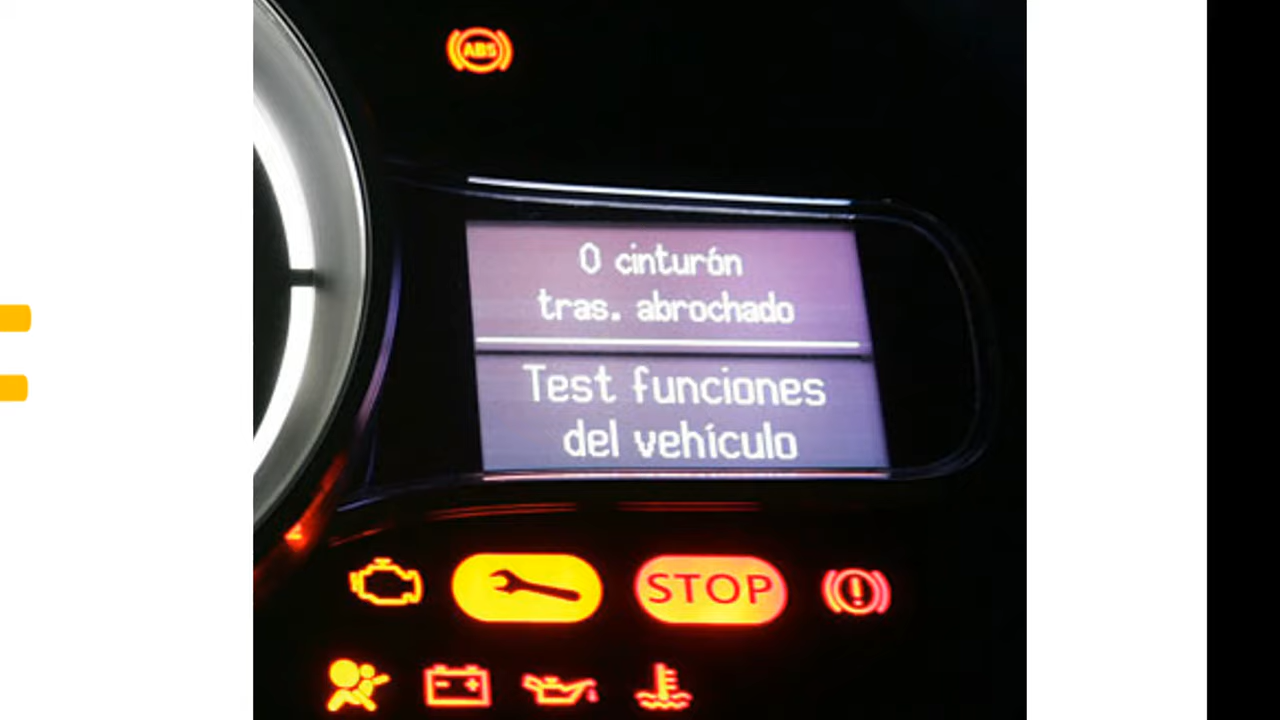 ABS
0 cinturón
tras. abrochado
Test funciones
del vehículo
STOP